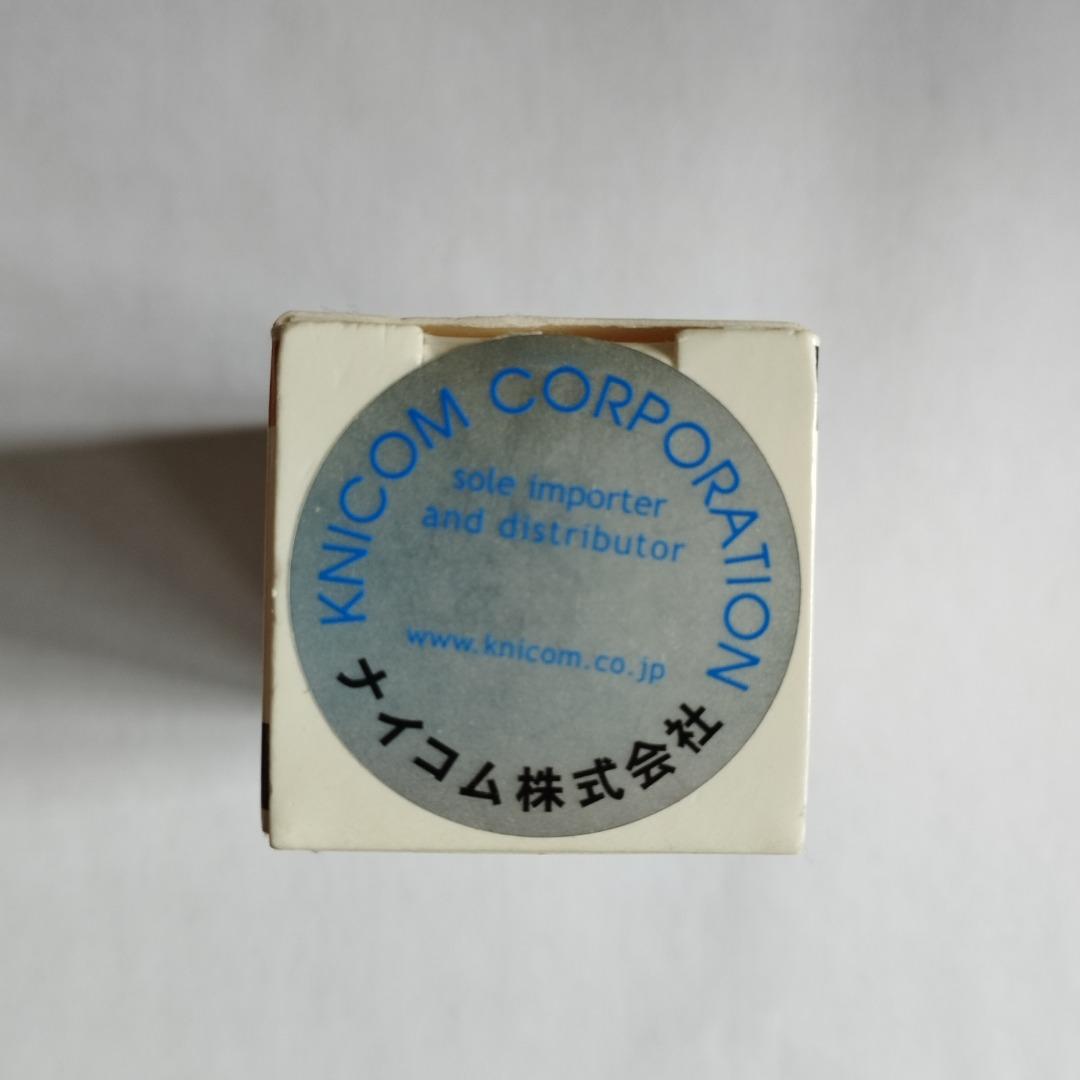 KNICOM CORPORATION
sole importer
and distributor
www.knicom.co.jp
ナイコム株式会社